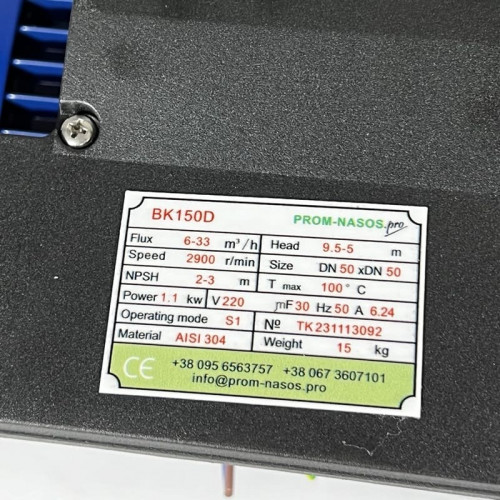 BK150D PROM-NASOS.pro
Flux 6-33 m³/h Head 9.5-5 m
Speed 2900 r/min Size DN 50 xDN 50
NPSH 2-3 m T max 100° C
Power 1.1 kw V 220 mF 30 Hz 50 A 6.24
Operating mode S1 № TK231113092
Material AISI 304 Weight 15 kg
CE +38 095 6563757 +38 067 3607101
info@prom-nasos.pro